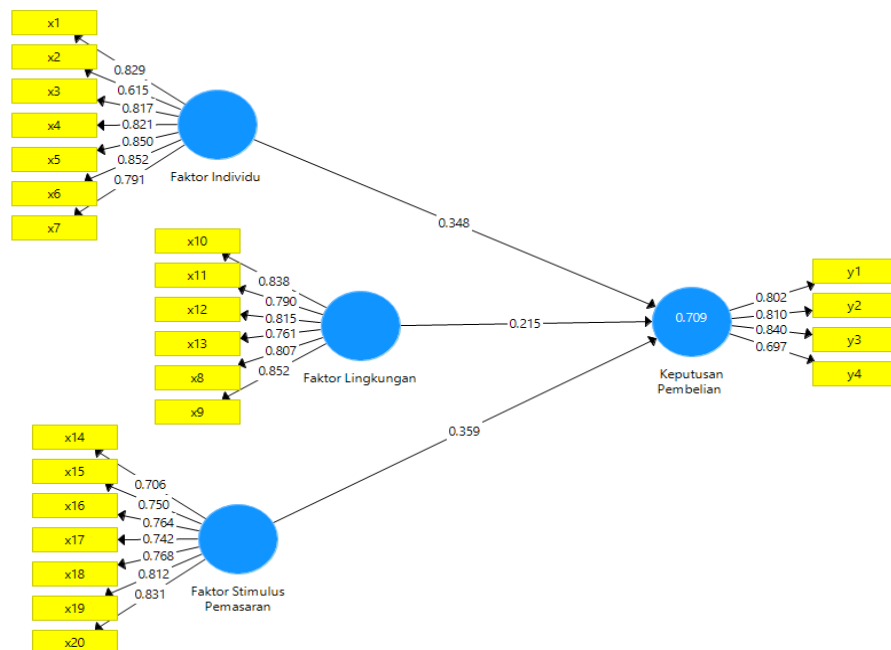 x1
x2
x3
x4
x5
x6
x7
0.829
0.615
0.817
0.821
0.850
0.852
0.791
Faktor Individu
0.348
x10
x11
x12
x13
x8
x9
0.838
0.790
0.815
0.761
0.807
0.852
Faktor Lingkungan
0.215
x14
x15
x16
x17
x18
x19
x20
0.706
0.750
0.764
0.742
0.768
0.812
0.831
Faktor Stimulus
Pemasaran
0.359
0.709
Keputusan
Pembelian
0.802
0.810
0.840
0.697
y1
y2
y3
y4